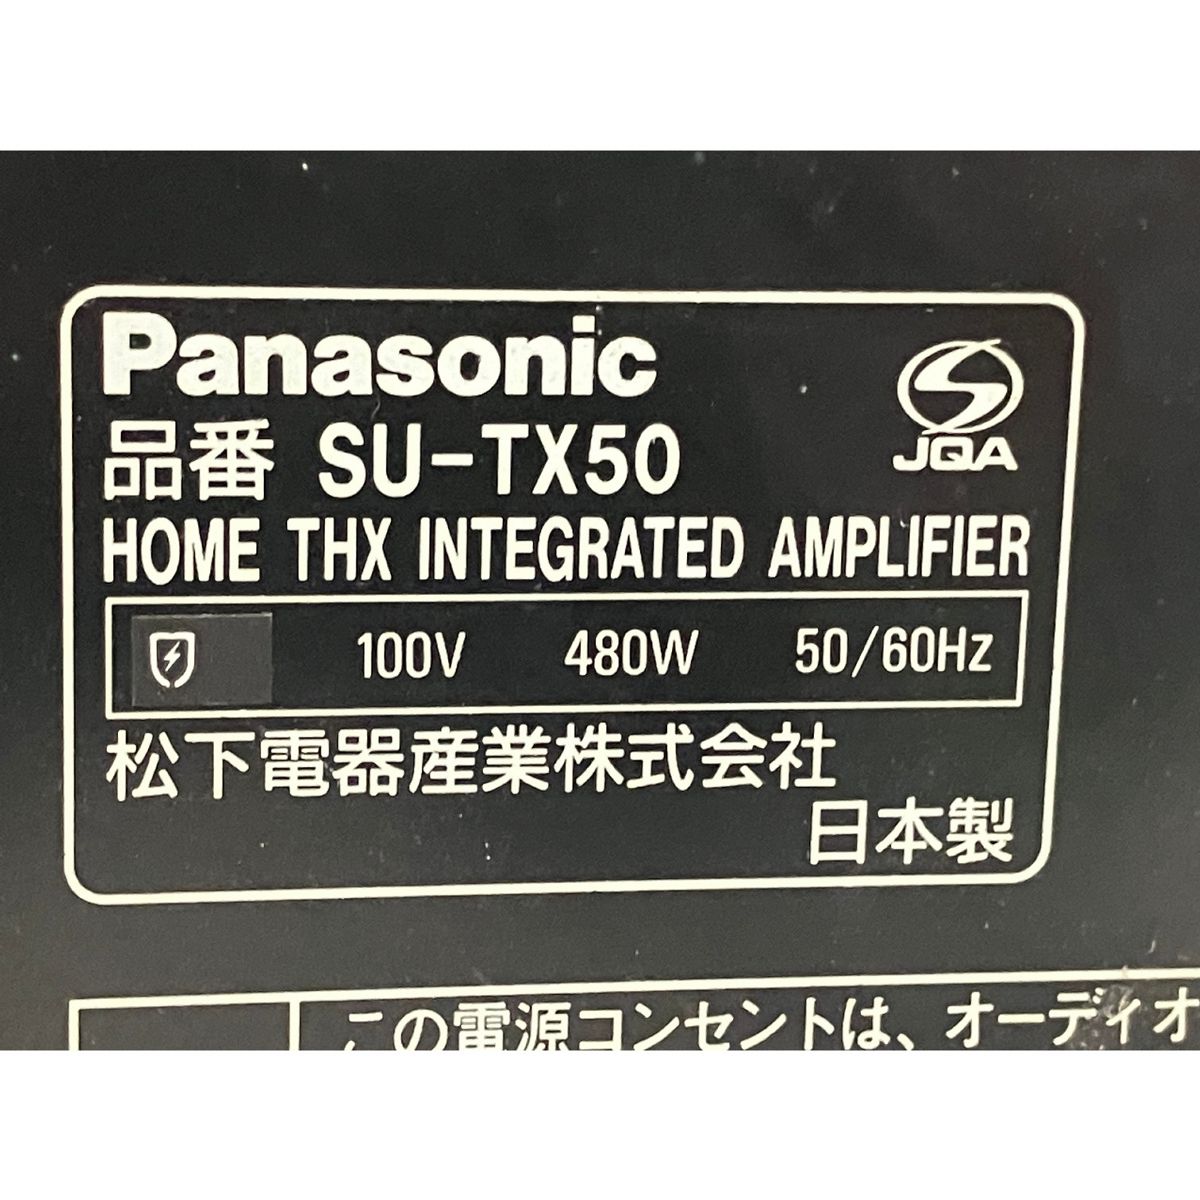 Panasonic
JQA
品番 SU-TX50
HOME THX INTEGRATED AMPLIFIER
100V 480W 50/60Hz
松下電器産業株式会社
日本製
この電源コンセントは、オーディオ